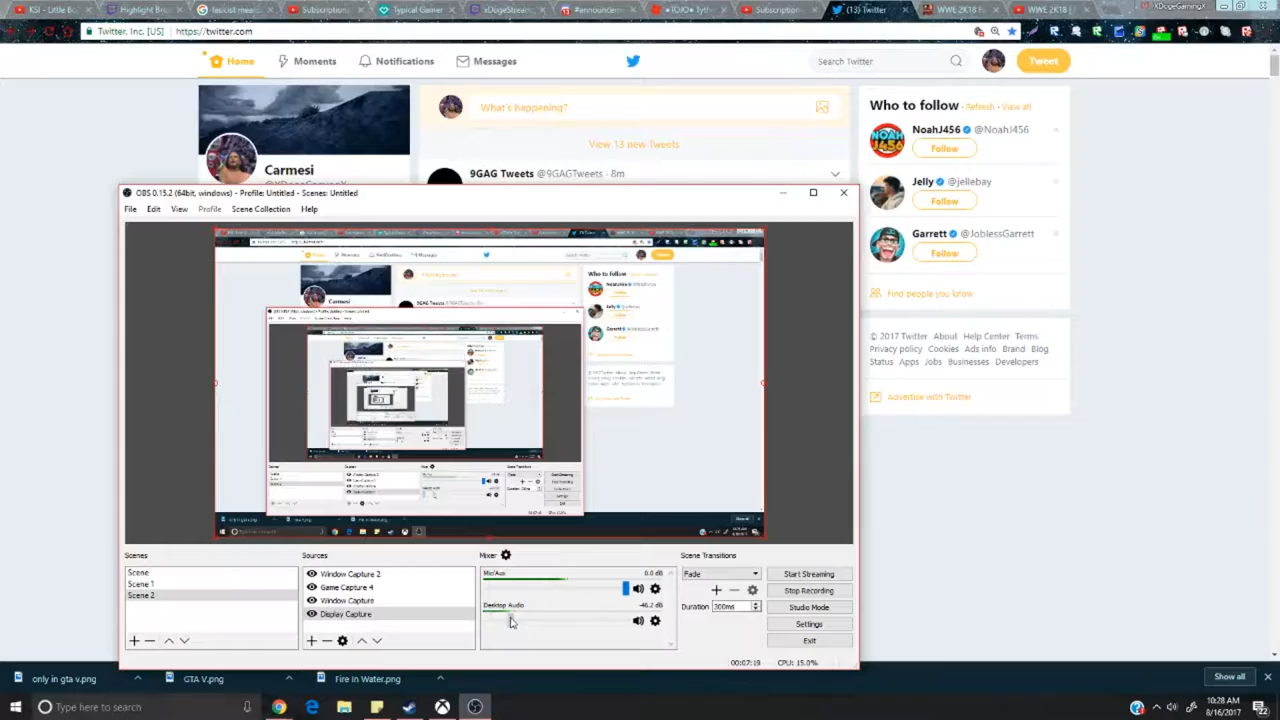 KSI - Little Bo
Highlight Brid
fascist mear
Subscription
Typical Gamer
xDogeStream
#announcem
Subscription
(13) Twitter
WWE 2K18 F
WWE 2K18 [
XDogeGamingX
Twitter, Inc. [US] https://twitter.com
Home Moments Notifications Messages Search Twitter Tweet
What's happening?
View 13 new Tweets
9GAG Tweets @9GAGTweets · 8m
Carmesi
Who to follow · Refresh · View all
NoahJ456 @NoahJ456
Follow
Jelly @jellebay
Follow
Garrett @JoblessGarrett
Follow
Find people you know
© 2017 Twitter About Help Center Terms
Privacy policy Cookies Ads info Brand Blog
Status Apps Jobs Businesses Developers
Advertise with Twitter
OBS 0.15.2 (64bit, windows) - Profile: Untitled - Scenes: Untitled
File Edit View Profile Scene Collection Help
Carmesi
Who to follow
Scenes
Scene
Scene 1
Scene 2
Sources
Window Capture 2
Game Capture 4
Window Capture
Display Capture
Mixer
Mic/Aux 0.0 dB
Desktop Audio -46.2 dB
Scene Transitions
Fade
Duration 300ms
Start Streaming
Stop Recording
Studio Mode
Settings
Exit
00:07:19 CPU: 15.0%
only in gta v.png
GTA V.png
Fire In Water.png
Show all
Type here to search
10:28 AM
8/16/2017
22